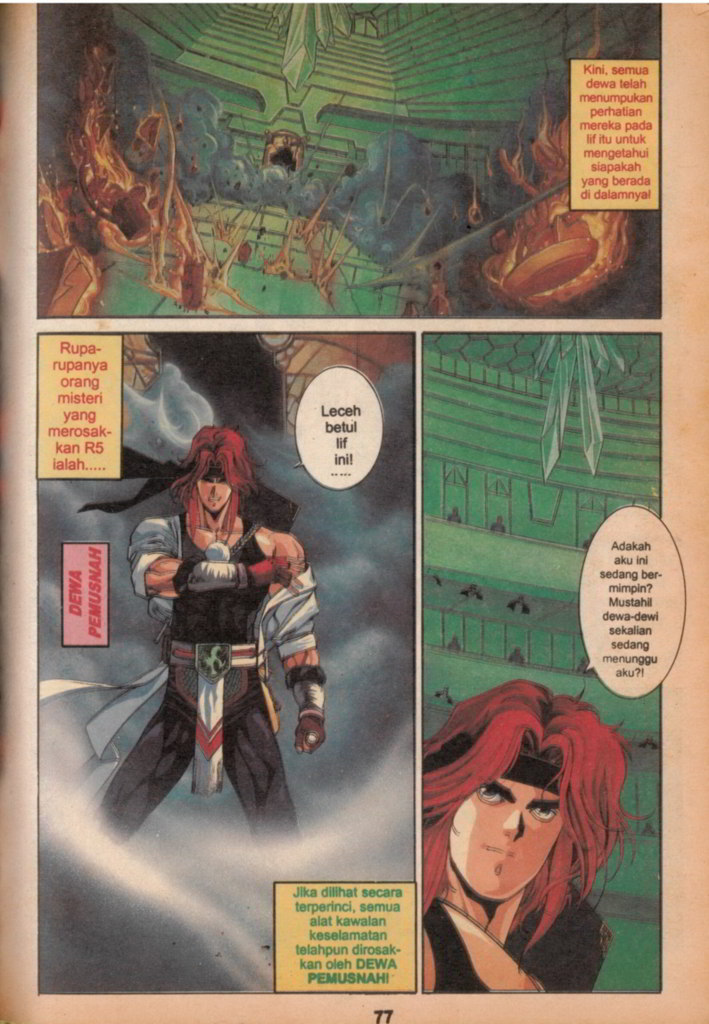 Kini, semua
dewa telah
menumpukan
perhatian
mereka pada
lif itu untuk
mengetahui
siapakah
yang berada
di dalamnya!
Rupa-
rupanya
orang
misteri
yang
merosak-
kan R5
ialah.....
Leceh
betul
lif
ini!
.. ...
DEWA
PEMUSNAH
Adakah
aku ini
sedang ber-
mimpin?
Mustahil
dewa-dewi
sekalian
sedang
menunggu
aku?!
Jika dilihat secara
terperinci, semua
alat kawalan
keselamatan
telahpun dirosak-
kan oleh DEWA
PEMUSNAH!
77